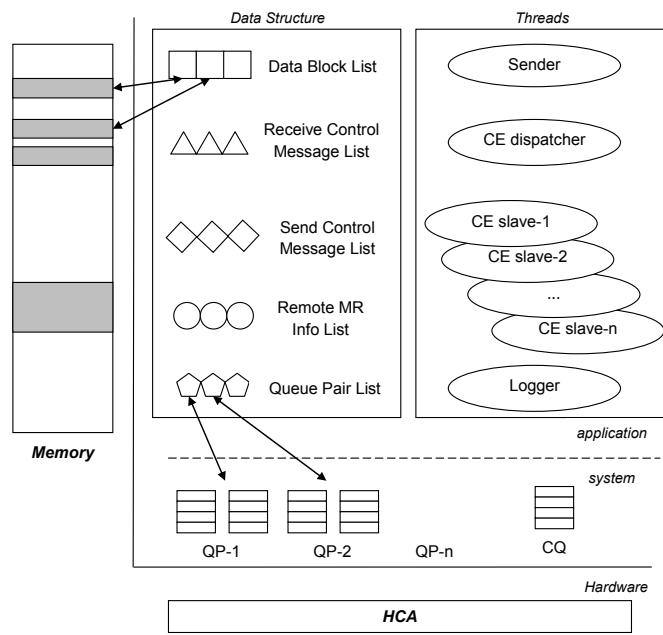 Data Structure
Threads
Data Block List
Sender
Receive Control
Message List
CE dispatcher
Send Control
Message List
CE slave-1
CE slave-2
...
CE slave-n
Remote MR
Info List
Queue Pair List
Logger
Memory
application
system
QP-1
QP-2
QP-n
CQ
Hardware
HCA